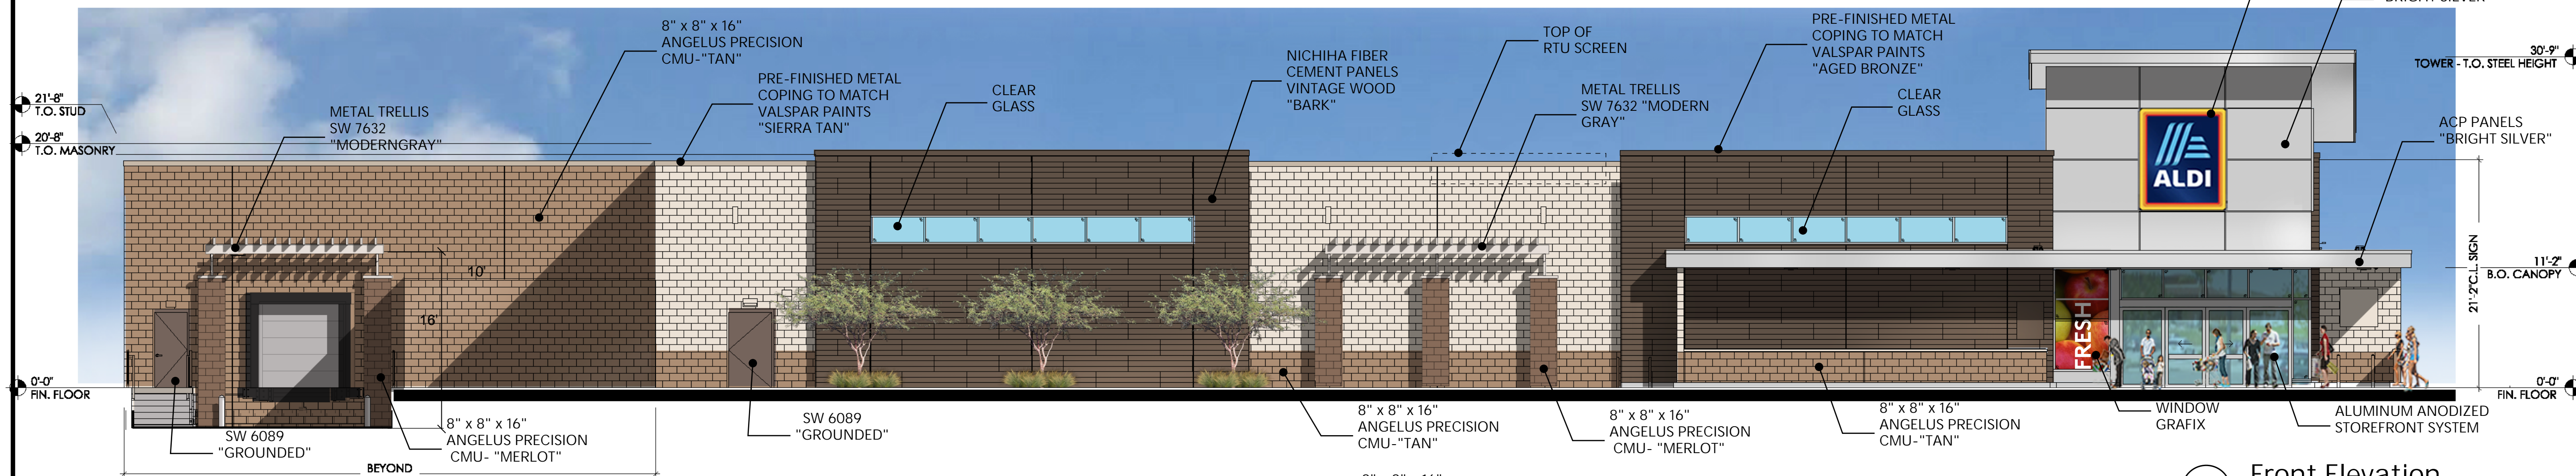 BRIGHT SILVER
8" x 8" x 16"
ANGELUS PRECISION
CMU-"TAN"
PRE-FINISHED METAL
COPING TO MATCH
VALSPAR PAINTS
"SIERRA TAN"
CLEAR
GLASS
NICHIHA FIBER
CEMENT PANELS
VINTAGE WOOD
"BARK"
TOP OF
RTU SCREEN
METAL TRELLIS
SW 7632 "MODERN
GRAY"
PRE-FINISHED METAL
COPING TO MATCH
VALSPAR PAINTS
"AGED BRONZE"
CLEAR
GLASS
30'-9"
TOWER - T.O. STEEL HEIGHT
ACP PANELS
"BRIGHT SILVER"
21'-8"
T.O. STUD
20'-8"
T.O. MASONRY
METAL TRELLIS
SW 7632
"MODERNGRAY"
ALDI
10'
16'
21'-2"C.L. SIGN
11'-2"
B.O. CANOPY
FRESH
0'-0"
FIN. FLOOR
0'-0"
FIN. FLOOR
SW 6089
"GROUNDED"
8" x 8" x 16"
ANGELUS PRECISION
CMU- "MERLOT"
SW 6089
"GROUNDED"
8" x 8" x 16"
ANGELUS PRECISION
CMU-"TAN"
8" x 8" x 16"
ANGELUS PRECISION
CMU- "MERLOT"
8" x 8" x 16"
ANGELUS PRECISION
CMU-"TAN"
WINDOW
GRAFIX
ALUMINUM ANODIZED
STOREFRONT SYSTEM
BEYOND
Front Elevation